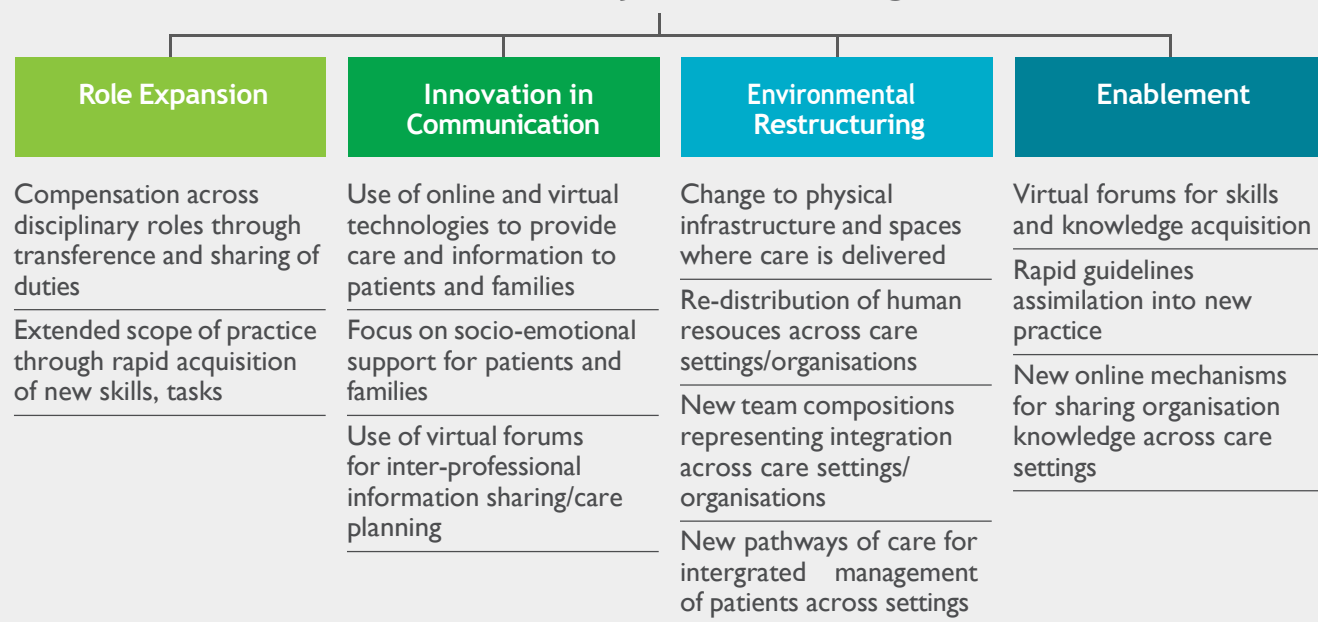 Role Expansion
Compensation across
disciplinary roles through
transference and sharing of
duties
Extended scope of practice
through rapid acquisition
of new skills, tasks
Innovation in
Communication
Use of online and virtual
technologies to provide
care and information to
patients and families
Focus on socio-emotional
support for patients and
families
Use of virtual forums
for inter-professional
information sharing/care
planning
Environmental
Restructuring
Change to physical
infrastructure and spaces
where care is delivered
Re-distribution of human
resouces across care
settings/organisations
New team compositions
representing integration
across care settings/
organisations
New pathways of care for
intergrated management
of patients across settings
Enablement
Virtual forums for skills
and knowledge acquisition
Rapid guidelines
assimilation into new
practice
New online mechanisms
for sharing organisation
knowledge across care
settings